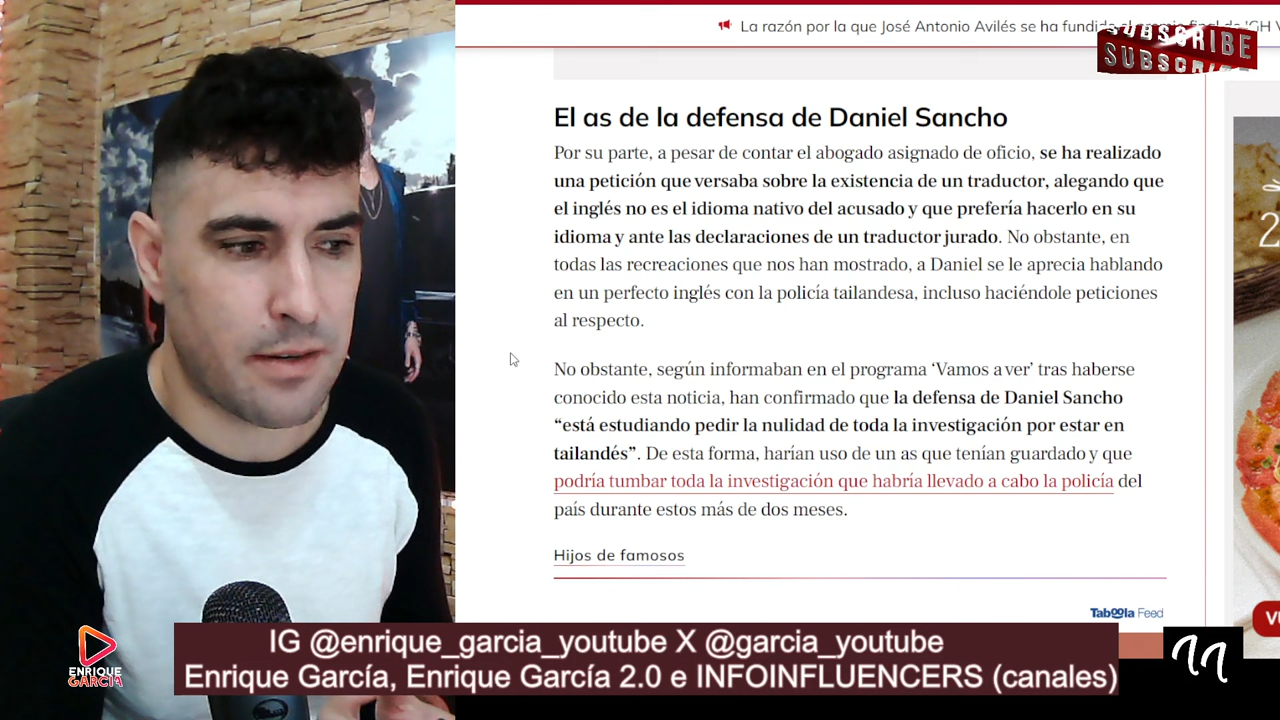 La razón por la que José Antonio Avilés se ha fundido el premio final de 'GH V
SUBSCRIBE
SUBSCRI
El as de la defensa de Daniel Sancho
Por su parte, a pesar de contar el abogado asignado de oficio, se ha realizado
una petición que versaba sobre la existencia de un traductor, alegando que
el inglés no es el idioma nativo del acusado y que prefería hacerlo en su
idioma y ante las declaraciones de un traductor jurado. No obstante, en
todas las recreaciones que nos han mostrado, a Daniel se le aprecia hablando
en un perfecto inglés con la policía tailandesa, incluso haciéndole peticiones
al respecto.
No obstante, según informaban en el programa ‘Vamos a ver’ tras haberse
conocido esta noticia, han confirmado que la defensa de Daniel Sancho
“está estudiando pedir la nulidad de toda la investigación por estar en
tailandés”. De esta forma, harían uso de un as que tenían guardado y que
podría tumbar toda la investigación que habría llevado a cabo la policía del
país durante estos más de dos meses.
Hijos de famosos
Taboola Feed
2
VI
ENRIQUE
GARCÍA
IG @enrique_garcia_youtube X @garcia_youtube
Enrique García, Enrique García 2.0 e INFOINFLUENCERS (canales)